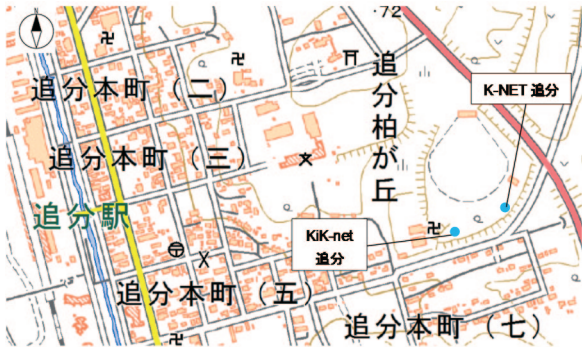 ・72
追分本町（二）
追分柏が丘
K-NET 追分
追分本町（三）
追分駅
KiK-net
追分
追分本町（五）
追分本町（七）